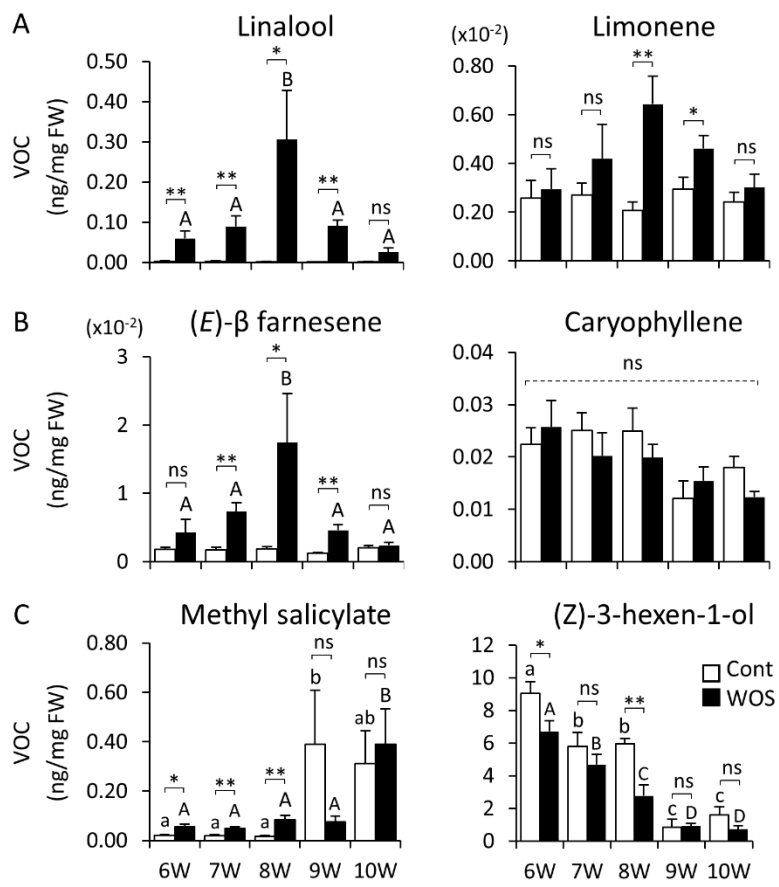 A
Linalool
VOC
(ng/mg FW)
0.50
0.40
0.30
0.20
0.10
0.00
**
A
**
A
*
B
**
A
ns
A
Limonene
(x10-2)
0.80
0.60
0.40
0.20
0.00
ns
ns
**
*
ns
B
(E)-β farnesene
(x10-2)
VOC
(ng/mg FW)
3
2
1
0
ns
A
**
A
*
B
**
A
ns
A
Caryophyllene
0.04
0.03
0.02
0.01
0.00
ns
C
Methyl salicylate
VOC
(ng/mg FW)
0.80
0.60
0.40
0.20
0.00
*
a A
**
a A
**
a A
ns
b A
ns
ab B
6W 7W 8W 9W 10W
(Z)-3-hexen-1-ol
12
10
8
6
4
2
0
*
a A
ns
b B
**
b C
ns
c D
ns
c D
Cont
WOS
6W 7W 8W 9W 10W